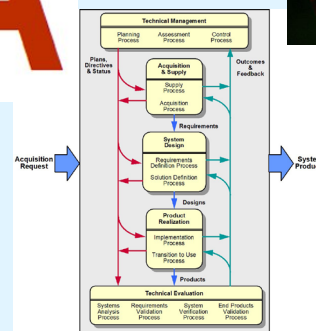 Technical Management
Planning Process
Assessment Process
Control Process
Plans, Directives & Status
Outcomes & Feedback
Acquisition & Supply
Supply Process
Acquisition Process
Requirements
Acquisition Request
System Design
Requirements Definition Process
Solution Definition Process
Designs
Product Realization
Implementation Process
Transition to Use Process
Products
Technical Evaluation
Systems Analysis Process
Requirements Validation Process
System Verification Process
End Products Validation Process